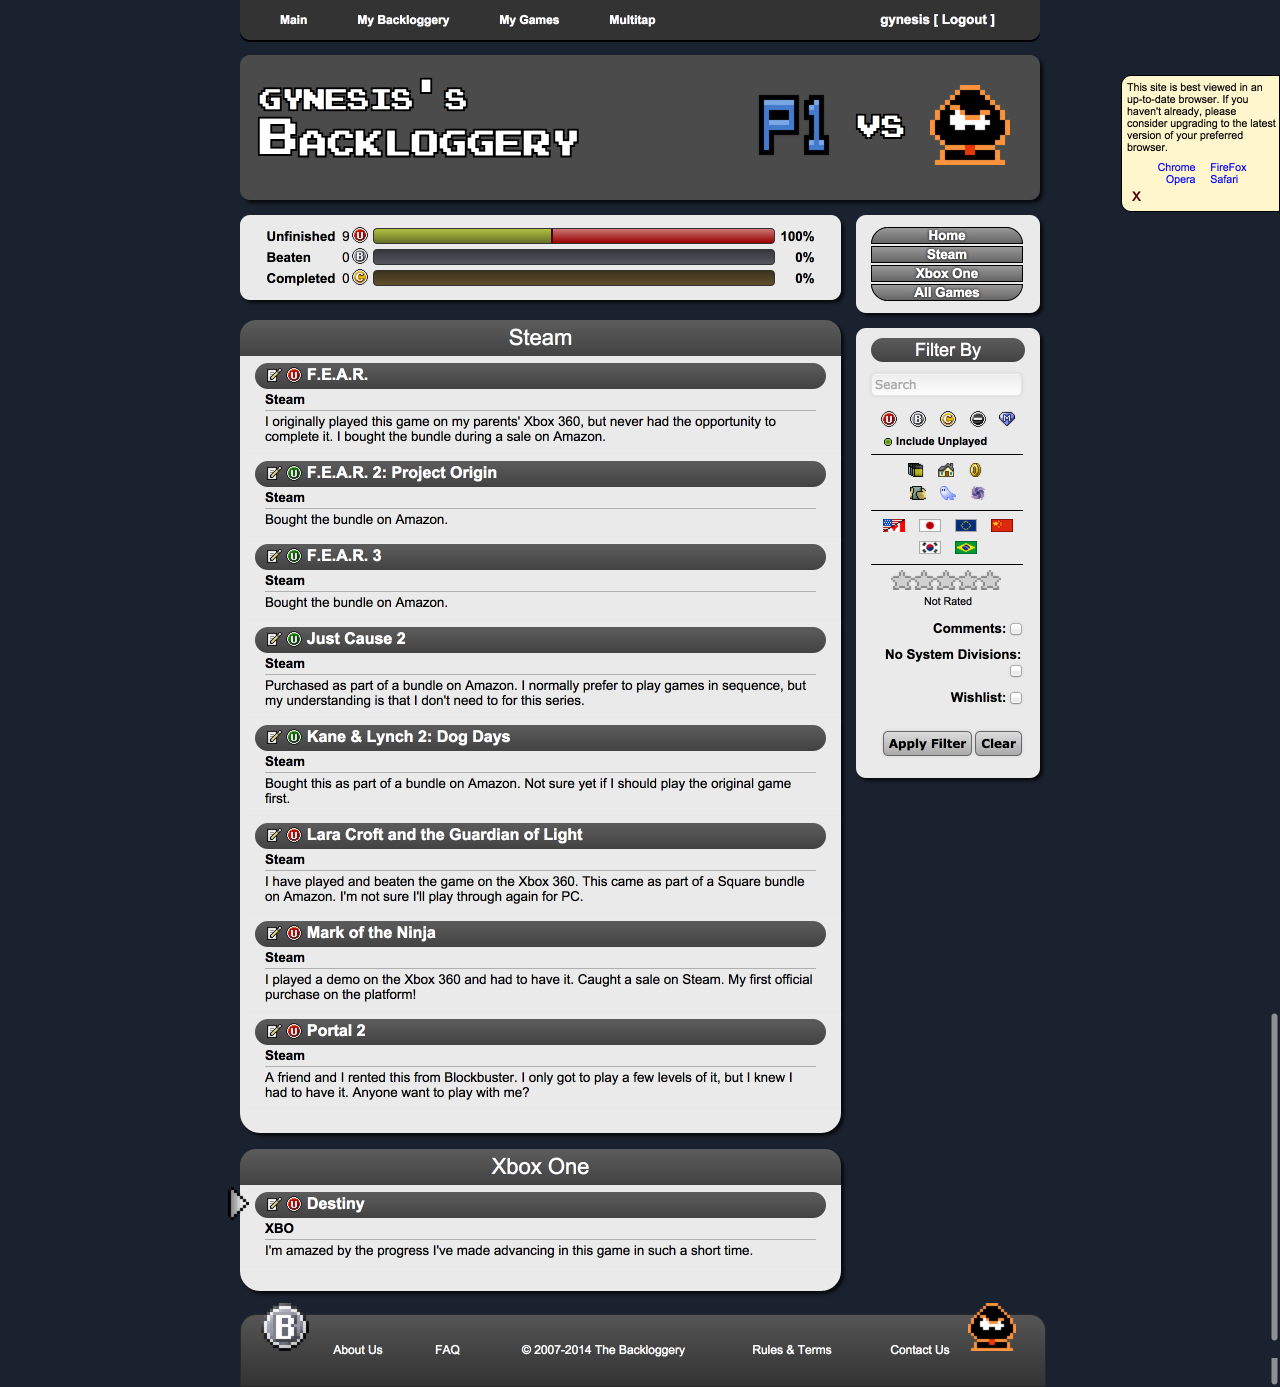 Main My Backloggery My Games Multitap gynesis [ Logout ]
GYNESIS'S
BACKLOGGERY
P1 VS
This site is best viewed in an
up-to-date browser. If you
haven't already, please
consider upgrading to the latest
version of your preferred
browser.
Chrome FireFox
Opera Safari
X
Unfinished 9 U 100%
Beaten 0 B 0%
Completed 0 C 0%
Home
Steam
Xbox One
All Games
Steam
U F.E.A.R.
Steam
I originally played this game on my parents' Xbox 360, but never had the opportunity to
complete it. I bought the bundle during a sale on Amazon.
U F.E.A.R. 2: Project Origin
Steam
Bought the bundle on Amazon.
U F.E.A.R. 3
Steam
Bought the bundle on Amazon.
U Just Cause 2
Steam
Purchased as part of a bundle on Amazon. I normally prefer to play games in sequence, but
my understanding is that I don't need to for this series.
U Kane & Lynch 2: Dog Days
Steam
Bought this as part of a bundle on Amazon. Not sure yet if I should play the original game
first.
U Lara Croft and the Guardian of Light
Steam
I have played and beaten the game on the Xbox 360. This came as part of a Square bundle
on Amazon. I'm not sure I'll play through again for PC.
U Mark of the Ninja
Steam
I played a demo on the Xbox 360 and had to have it. Caught a sale on Steam. My first official
purchase on the platform!
U Portal 2
Steam
A friend and I rented this from Blockbuster. I only got to play a few levels of it, but I knew I
had to have it. Anyone want to play with me?
Xbox One
U Destiny
XBO
I'm amazed by the progress I've made advancing in this game in such a short time.
Filter By
Search
U B C M
Include Unplayed
Not Rated
Comments:
No System Divisions:
Wishlist:
Apply Filter Clear
B
About Us FAQ © 2007-2014 The Backloggery Rules & Terms Contact Us